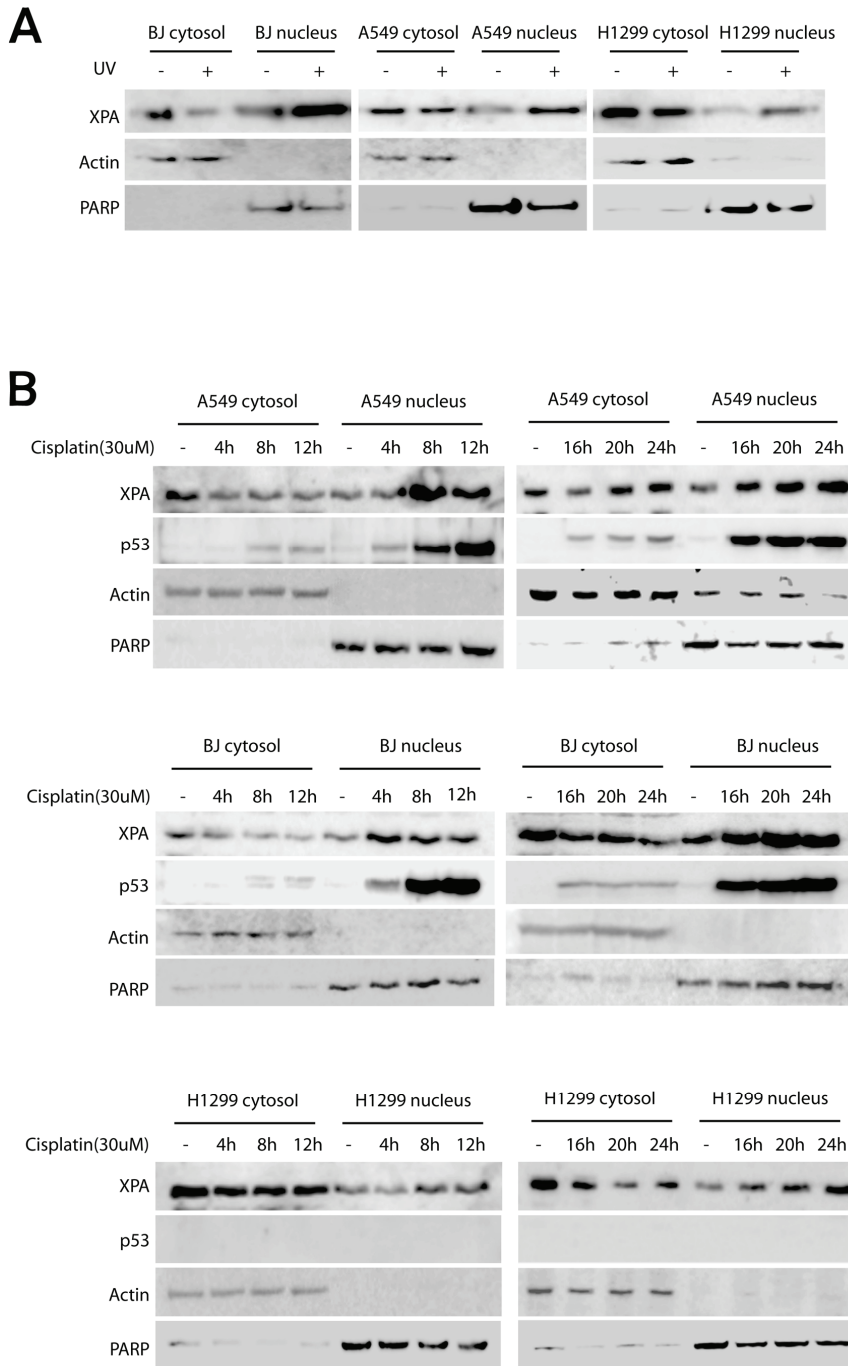 A
BJ cytosol BJ nucleus A549 cytosol A549 nucleus H1299 cytosol H1299 nucleus
UV - + - + - + - + - + - +
XPA
Actin
PARP
B
A549 cytosol A549 nucleus A549 cytosol A549 nucleus
Cisplatin(30uM) - 4h 8h 12h - 4h 8h 12h - 16h 20h 24h - 16h 20h 24h
XPA
p53
Actin
PARP
BJ cytosol BJ nucleus BJ cytosol BJ nucleus
Cisplatin(30uM) - 4h 8h 12h - 4h 8h 12h - 16h 20h 24h - 16h 20h 24h
XPA
p53
Actin
PARP
H1299 cytosol H1299 nucleus H1299 cytosol H1299 nucleus
Cisplatin(30uM) - 4h 8h 12h - 4h 8h 12h - 16h 20h 24h - 16h 20h 24h
XPA
p53
Actin
PARP